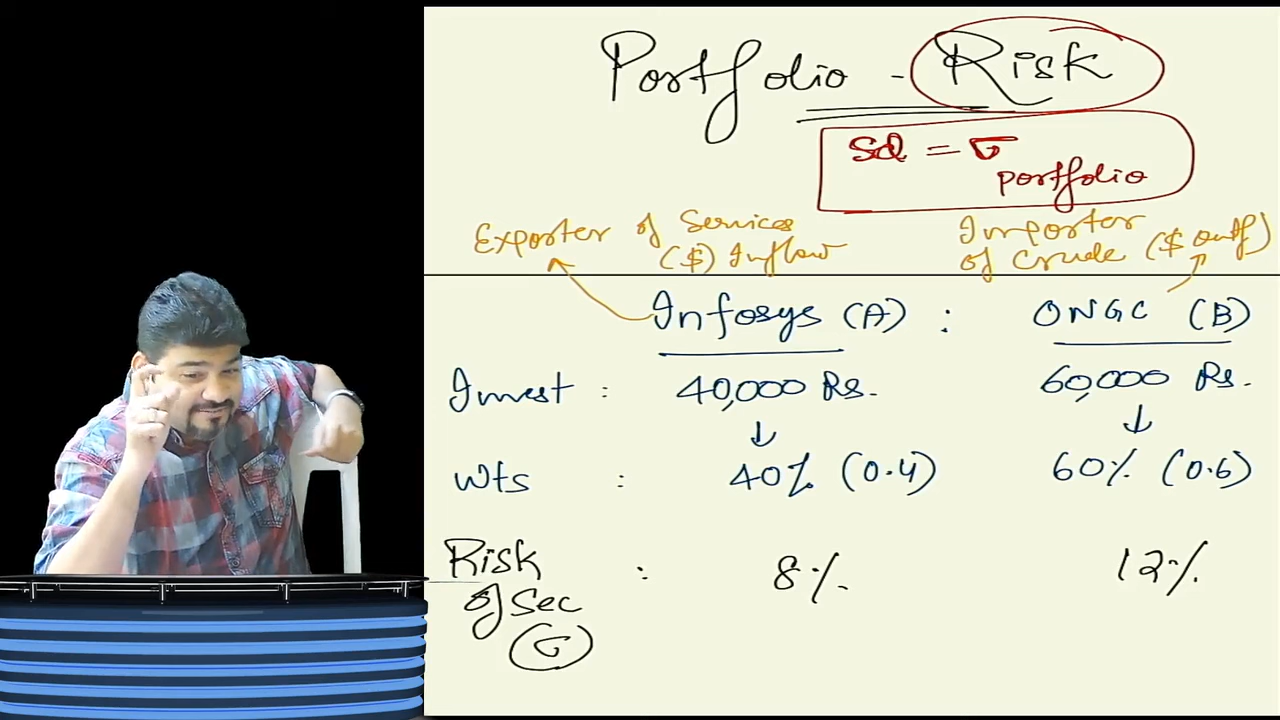 Portfolio - Risk
Sd = σ portfolio
Exporter of Services ($) Inflow
Importer of Crude ($ outf)
Infosys (A) : ONGC (B)
Invest : 40,000 Rs. 60,000 Rs.
↓ ↓
Wts : 40% (0.4) 60% (0.6)
Risk of Sec (σ) : 8% 12%